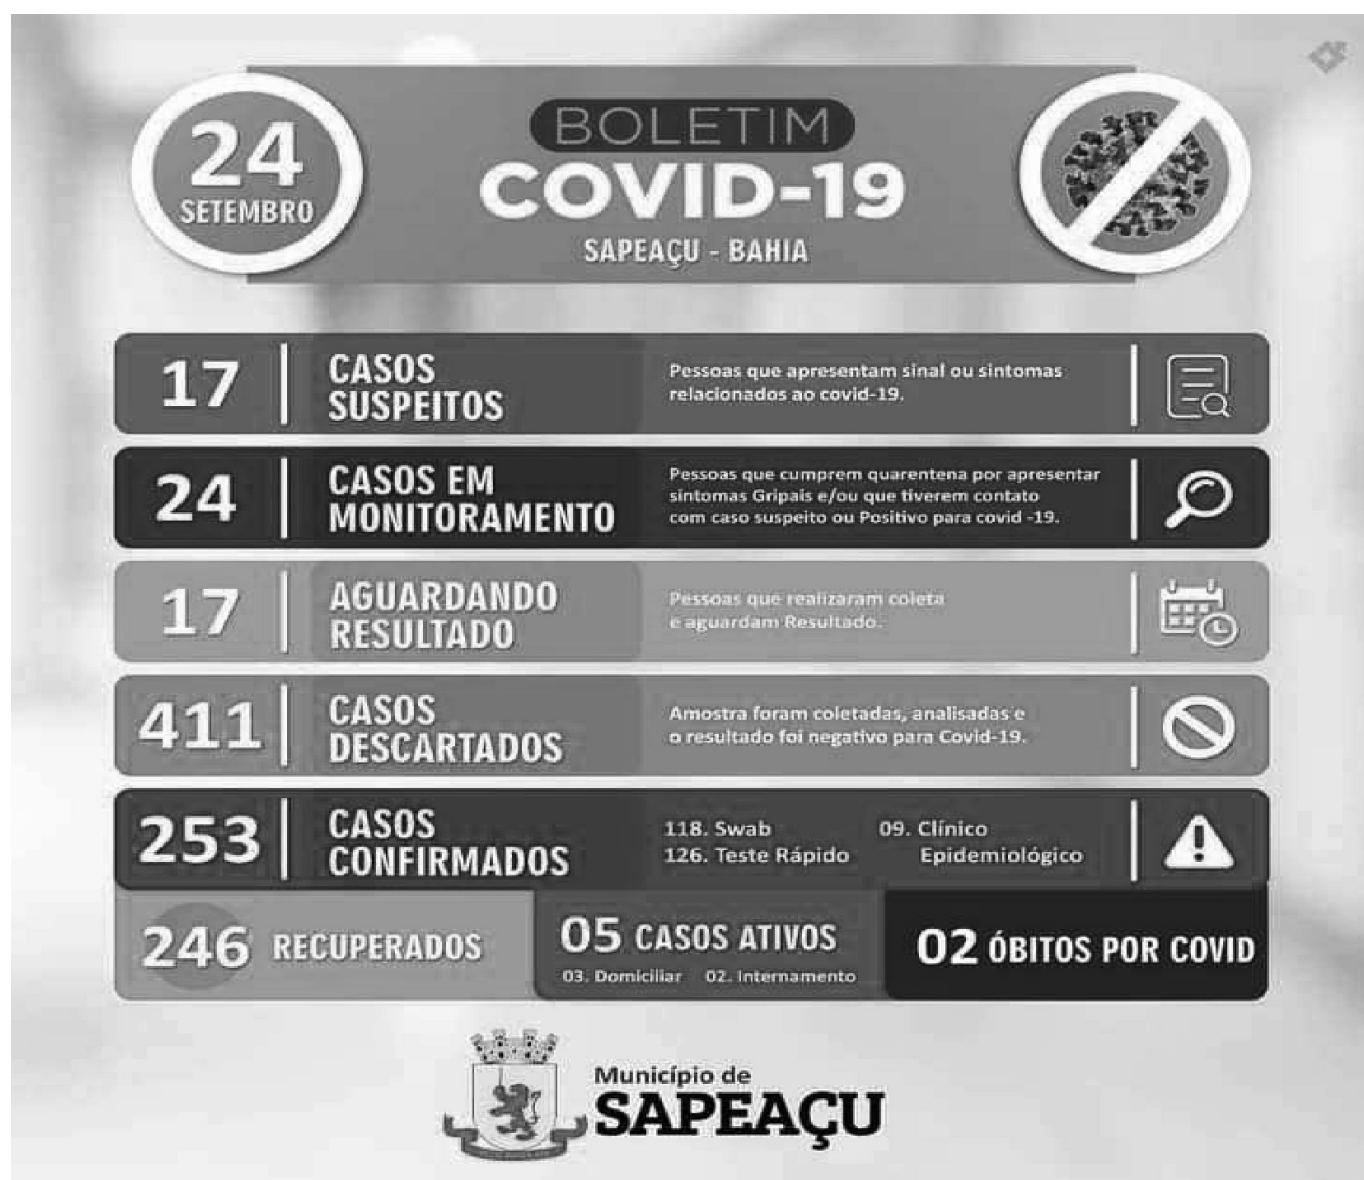 24
SETEMBRO
BOLETIM
COVID-19
SAPEAÇU - BAHIA
17
CASOS
SUSPEITOS
Pessoas que apresentam sinal ou sintomas
relacionados ao covid-19.
24
CASOS EM
MONITORAMENTO
Pessoas que cumprem quarentena por apresentar
sintomas Gripais e/ou que tiverem contato
com caso suspeito ou Positivo para covid -19.
17
AGUARDANDO
RESULTADO
Pessoas que realizaram coleta
e aguardam Resultado.
411
CASOS
DESCARTADOS
Amostra foram coletadas, analisadas e
o resultado foi negativo para Covid-19.
253
CASOS
CONFIRMADOS
118. Swab
126. Teste Rápido
09. Clínico
Epidemiológico
246 RECUPERADOS
05 CASOS ATIVOS
03. Domiciliar 02. Internamento
02 ÓBITOS POR COVID
Município de
SAPEAÇU